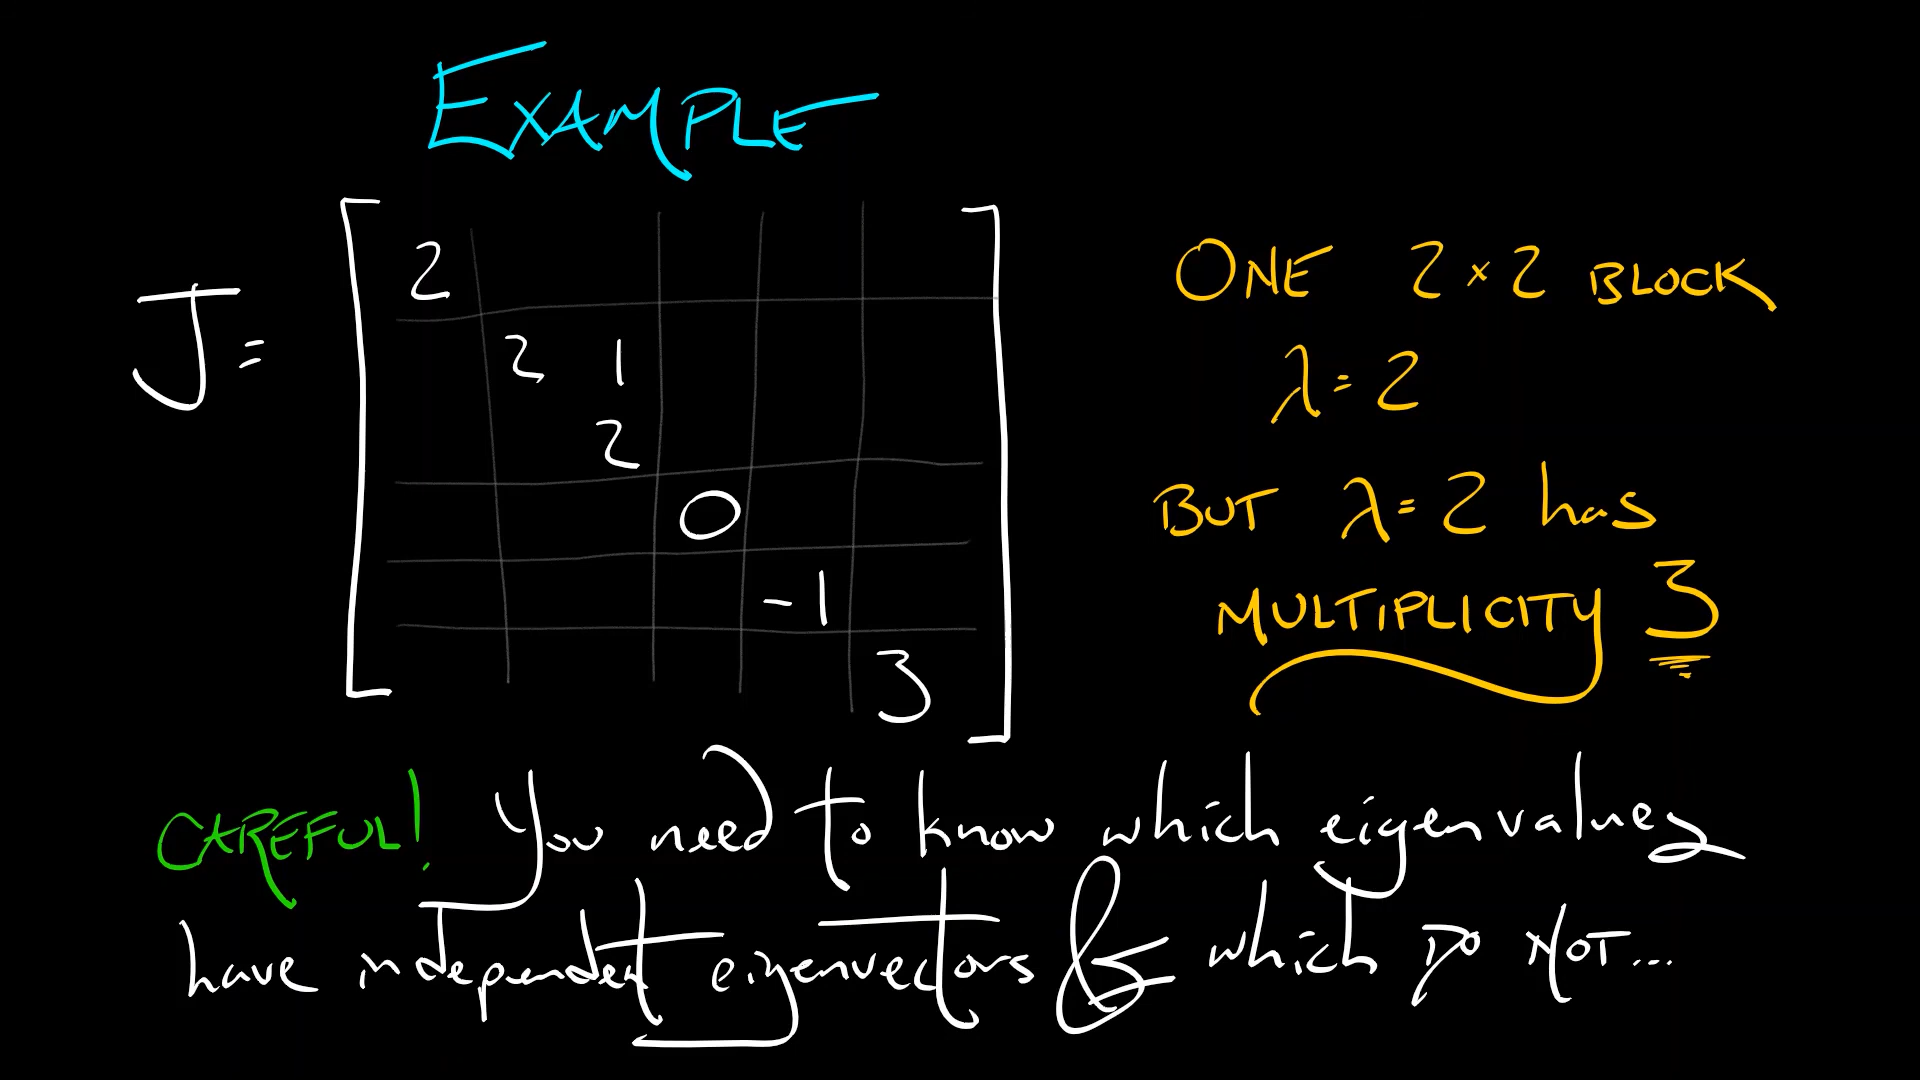 EXAMPLE
J =
2
2 1
2
0
-1
3
ONE 2×2 BLOCK
λ=2
BUT λ=2 has
MULTIPLICITY 3
CAREFUL! You need to know which eigenvalues
have independent eigenvectors & which DO NOT...